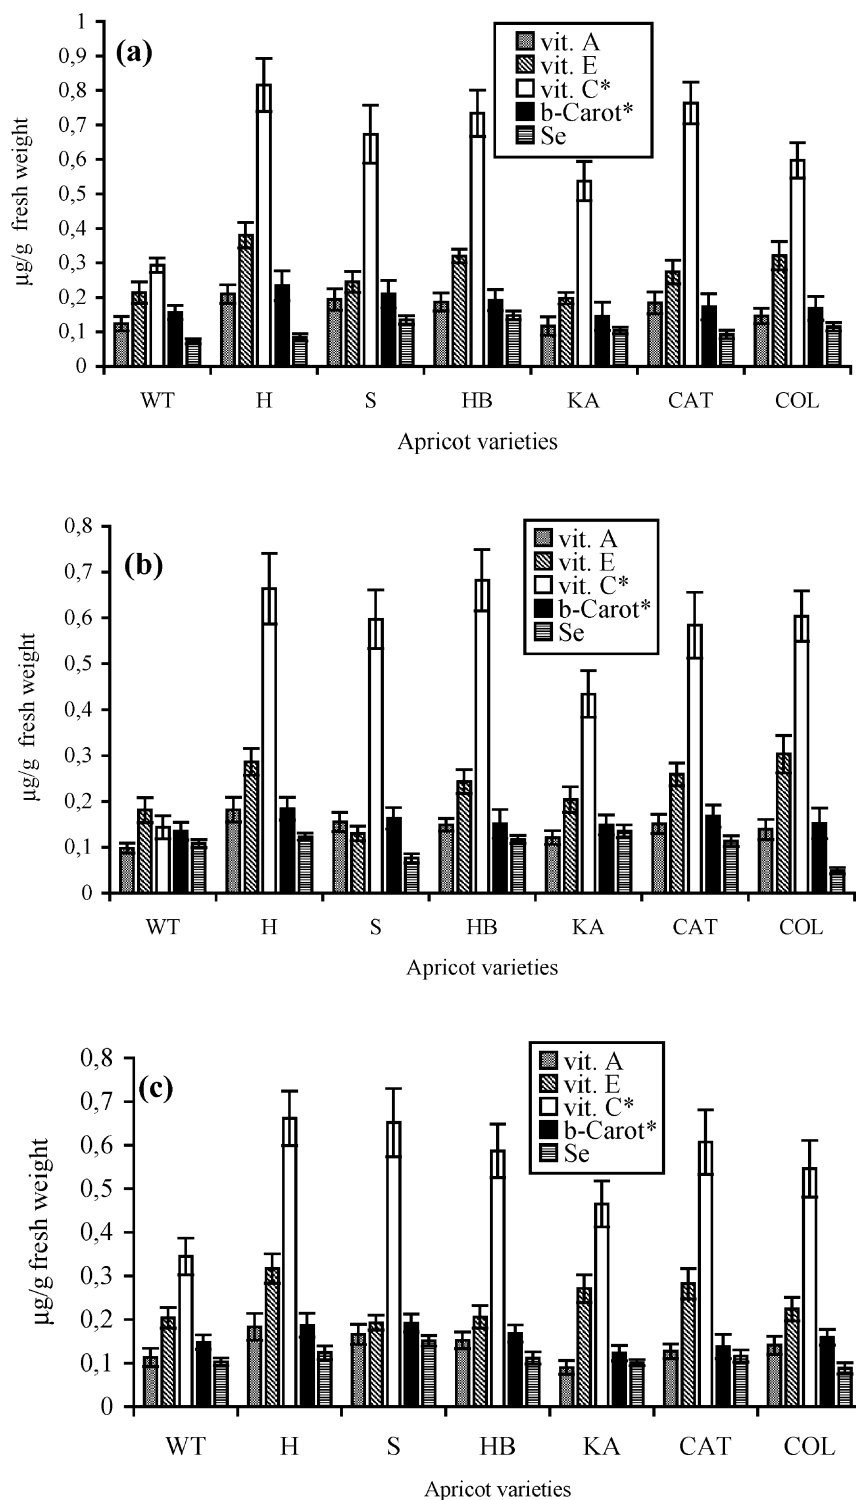 1
0,9
0,8
0,7
0,6
0,5
0,4
0,3
0,2
0,1
0
µg/g fresh weight
(a)
vit. A
vit. E
vit. C*
b-Carot*
Se
WT H S HB KA CAT COL
Apricot varieties
0,8
0,7
0,6
0,5
0,4
0,3
0,2
0,1
0
µg/g fresh weight
(b)
vit. A
vit. E
vit. C*
b-Carot*
Se
WT H S HB KA CAT COL
Apricot varieties
0,8
0,7
0,6
0,5
0,4
0,3
0,2
0,1
0
µg/g fresh weight
(c)
vit. A
vit. E
vit. C*
b-Carot*
Se
WT H S HB KA CAT COL
Apricot varieties